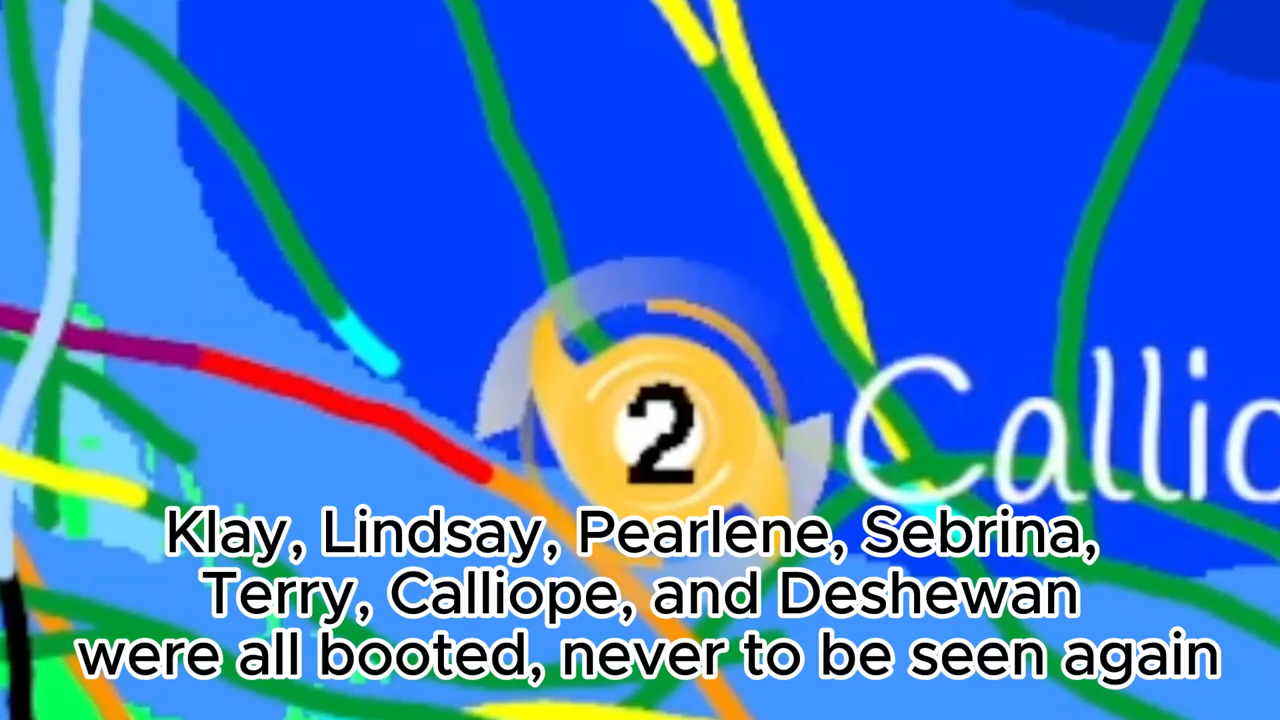 2
Callio
Klay, Lindsay, Pearlene, Sebrina,
Terry, Calliope, and Deshewan
were all booted, never to be seen again